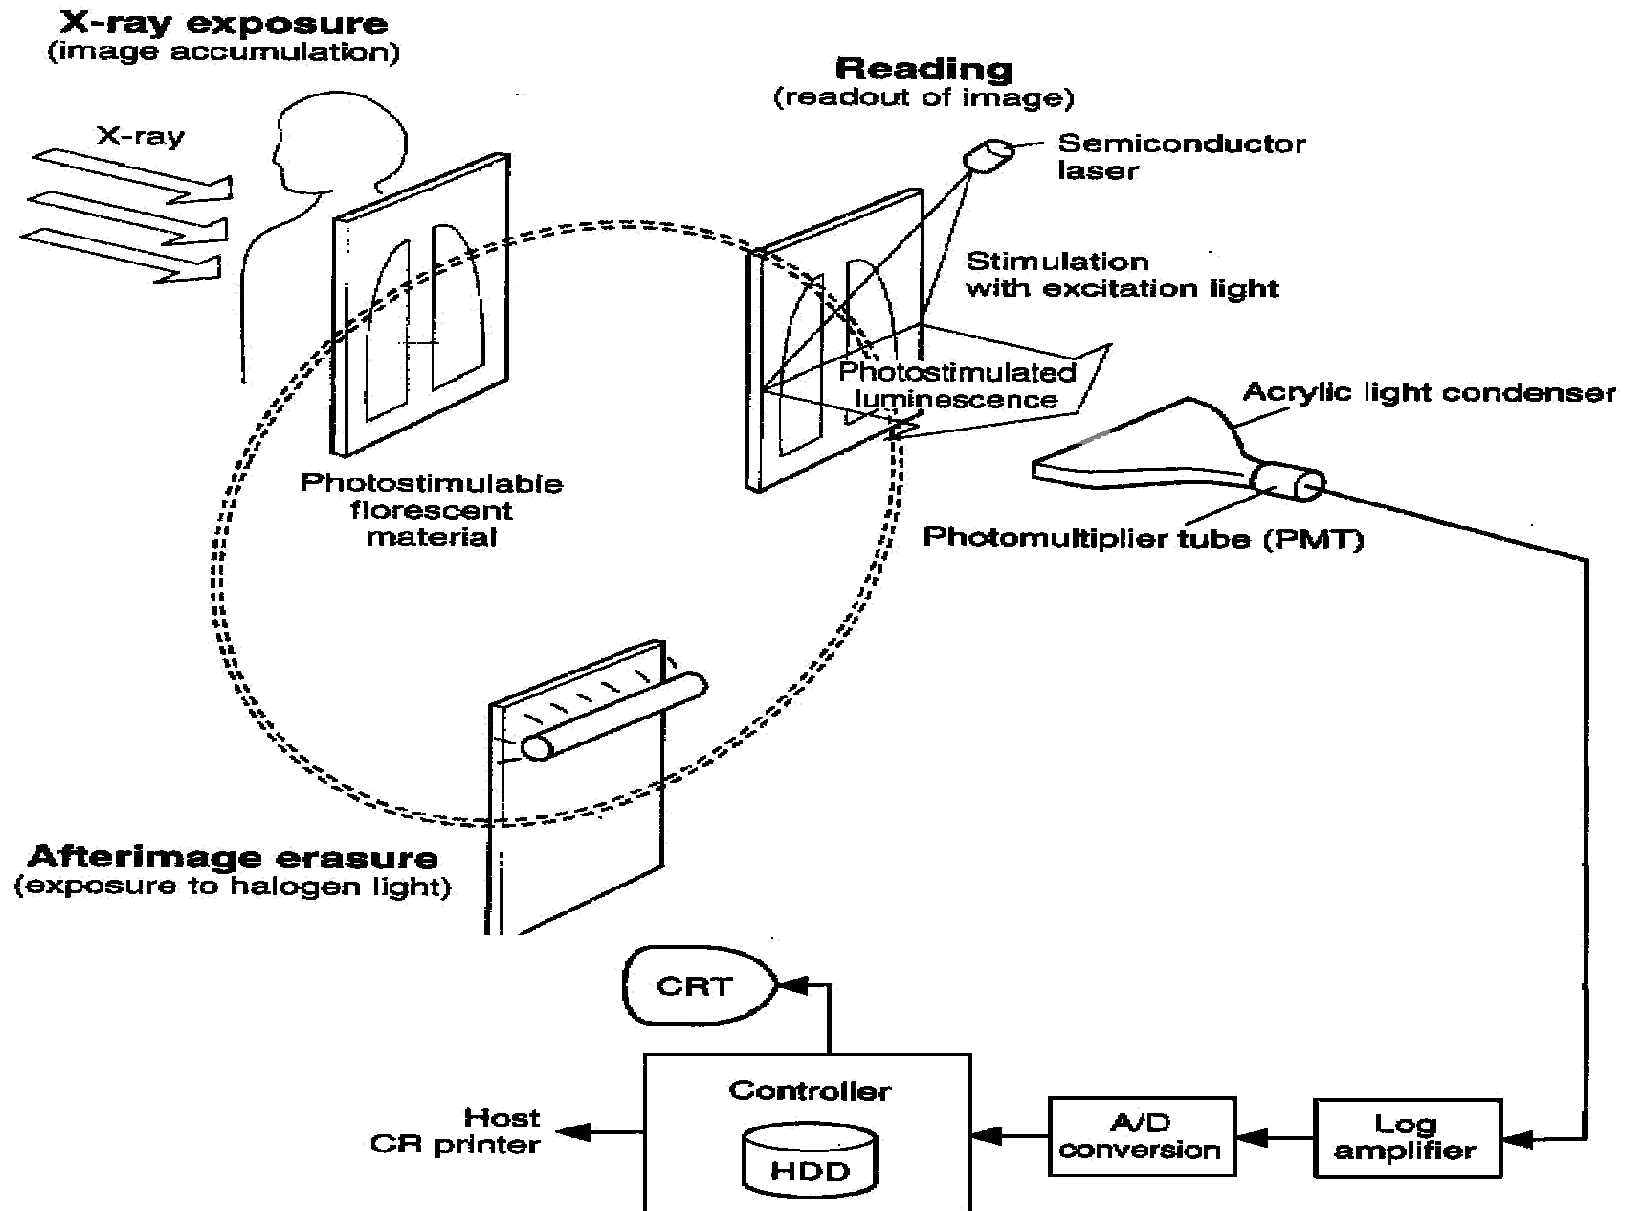 X-ray exposure
(image accumulation)
X-ray
Reading
(readout of image)
Semiconductor
laser
Stimulation
with excitation light
Photostimulated
luminescence
Acrylic light condenser
Photomultiplier tube (PMT)
Photostimulable
florescent
material
Afterimage erasure
(exposure to halogen light)
CRT
Controller
HDD
Host
CR printer
A/D
conversion
Log
amplifier